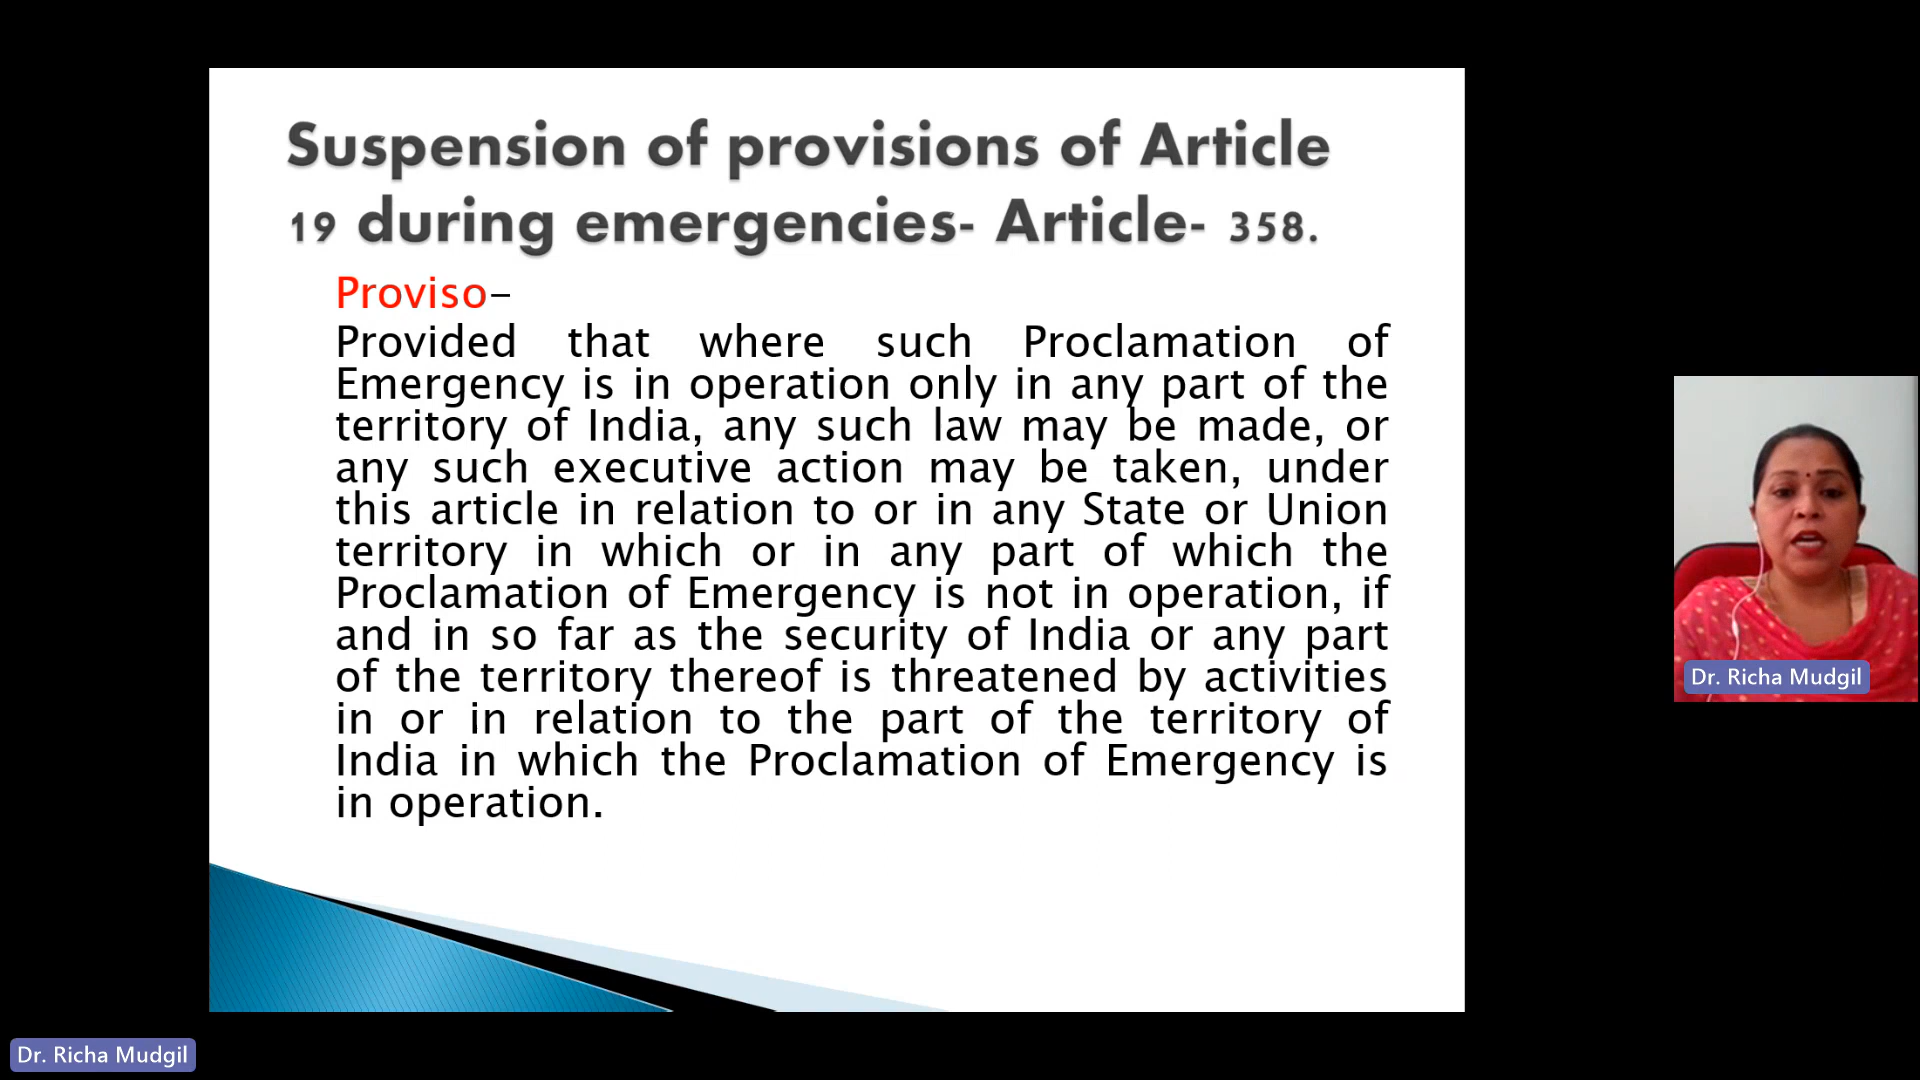 Suspension of provisions of Article
19 during emergencies- Article- 358.
Proviso-
Provided that where such Proclamation of
Emergency is in operation only in any part of the
territory of India, any such law may be made, or
any such executive action may be taken, under
this article in relation to or in any State or Union
territory in which or in any part of which the
Proclamation of Emergency is not in operation, if
and in so far as the security of India or any part
of the territory thereof is threatened by activities
in or in relation to the part of the territory of
India in which the Proclamation of Emergency is
in operation.
Dr. Richa Mudgil
Dr. Richa Mudgil